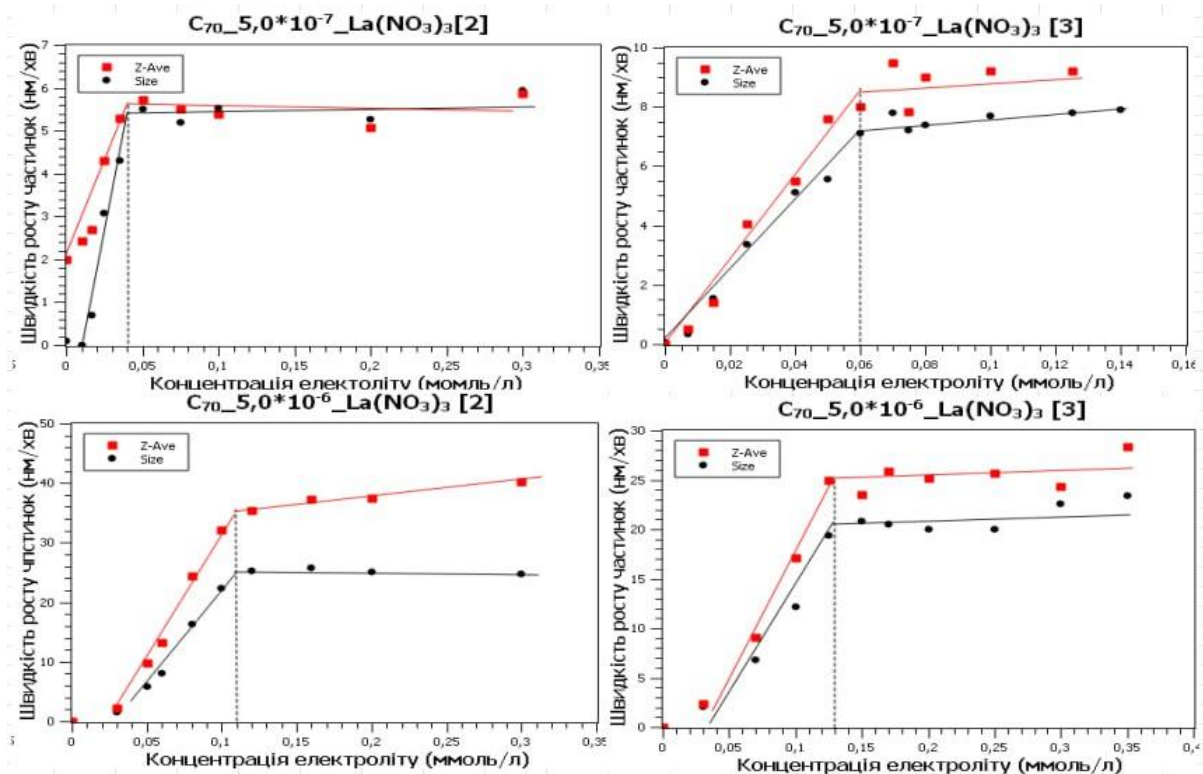 C₇₀_5,0*10⁻⁷_La(NO₃)₃[2]
Швидкість росту частинок (нм/хв)
7
6
5
4
3
2
1
0
Z-Ave
Size
0 0,05 0,1 0,15 0,2 0,25 0,3 0,35
Концентрація електоліту (момль/л)
C₇₀_5,0*10⁻⁷_La(NO₃)₃ [3]
Швидкість росту частинок (нм/хв)
10
8
6
4
2
0
Z-Ave
Size
0 0,02 0,04 0,06 0,08 0,1 0,12 0,14 0,16
Конценрація електроліту (ммоль/л)
C₇₀_5,0*10⁻⁶_La(NO₃)₃ [2]
Швидкість росту чпстинок (нм/хв)
50
40
30
20
10
0
Z-Ave
Size
0 0,05 0,1 0,15 0,2 0,25 0,3 0,35
Концентрація електроліту (ммоль/л)
C₇₀_5,0*10⁻⁶_La(NO₃)₃ [3]
Швидкість росту частинок (нм/хв)
30
25
20
15
10
5
0
Z-Ave
Size
0 0,05 0,1 0,15 0,2 0,25 0,3 0,35 0,4
Концентрація електроліту (ммоль/л)